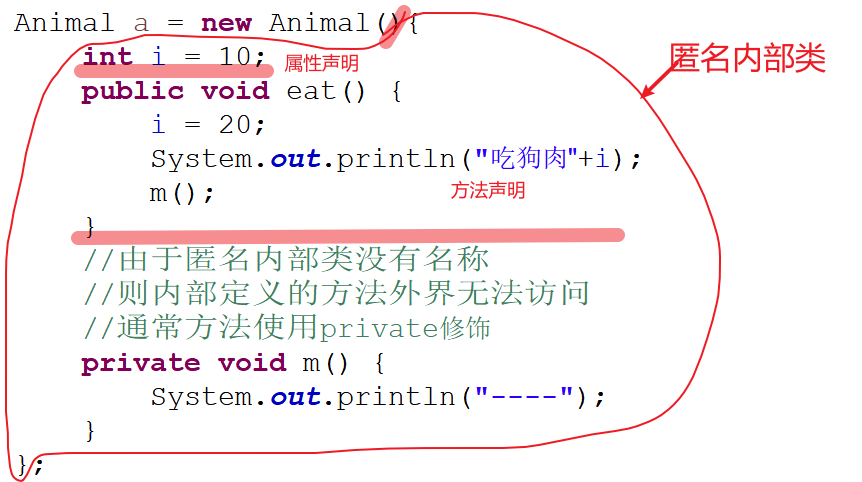 Animal a = new Animal(){
int i = 10; 属性声明
匿名内部类
public void eat() {
i = 20;
System.out.println("吃狗肉"+i);
m(); 方法声明
}
//由于匿名内部类没有名称
//则内部定义的方法外界无法访问
//通常方法使用private修饰
private void m() {
System.out.println("----");
}
};